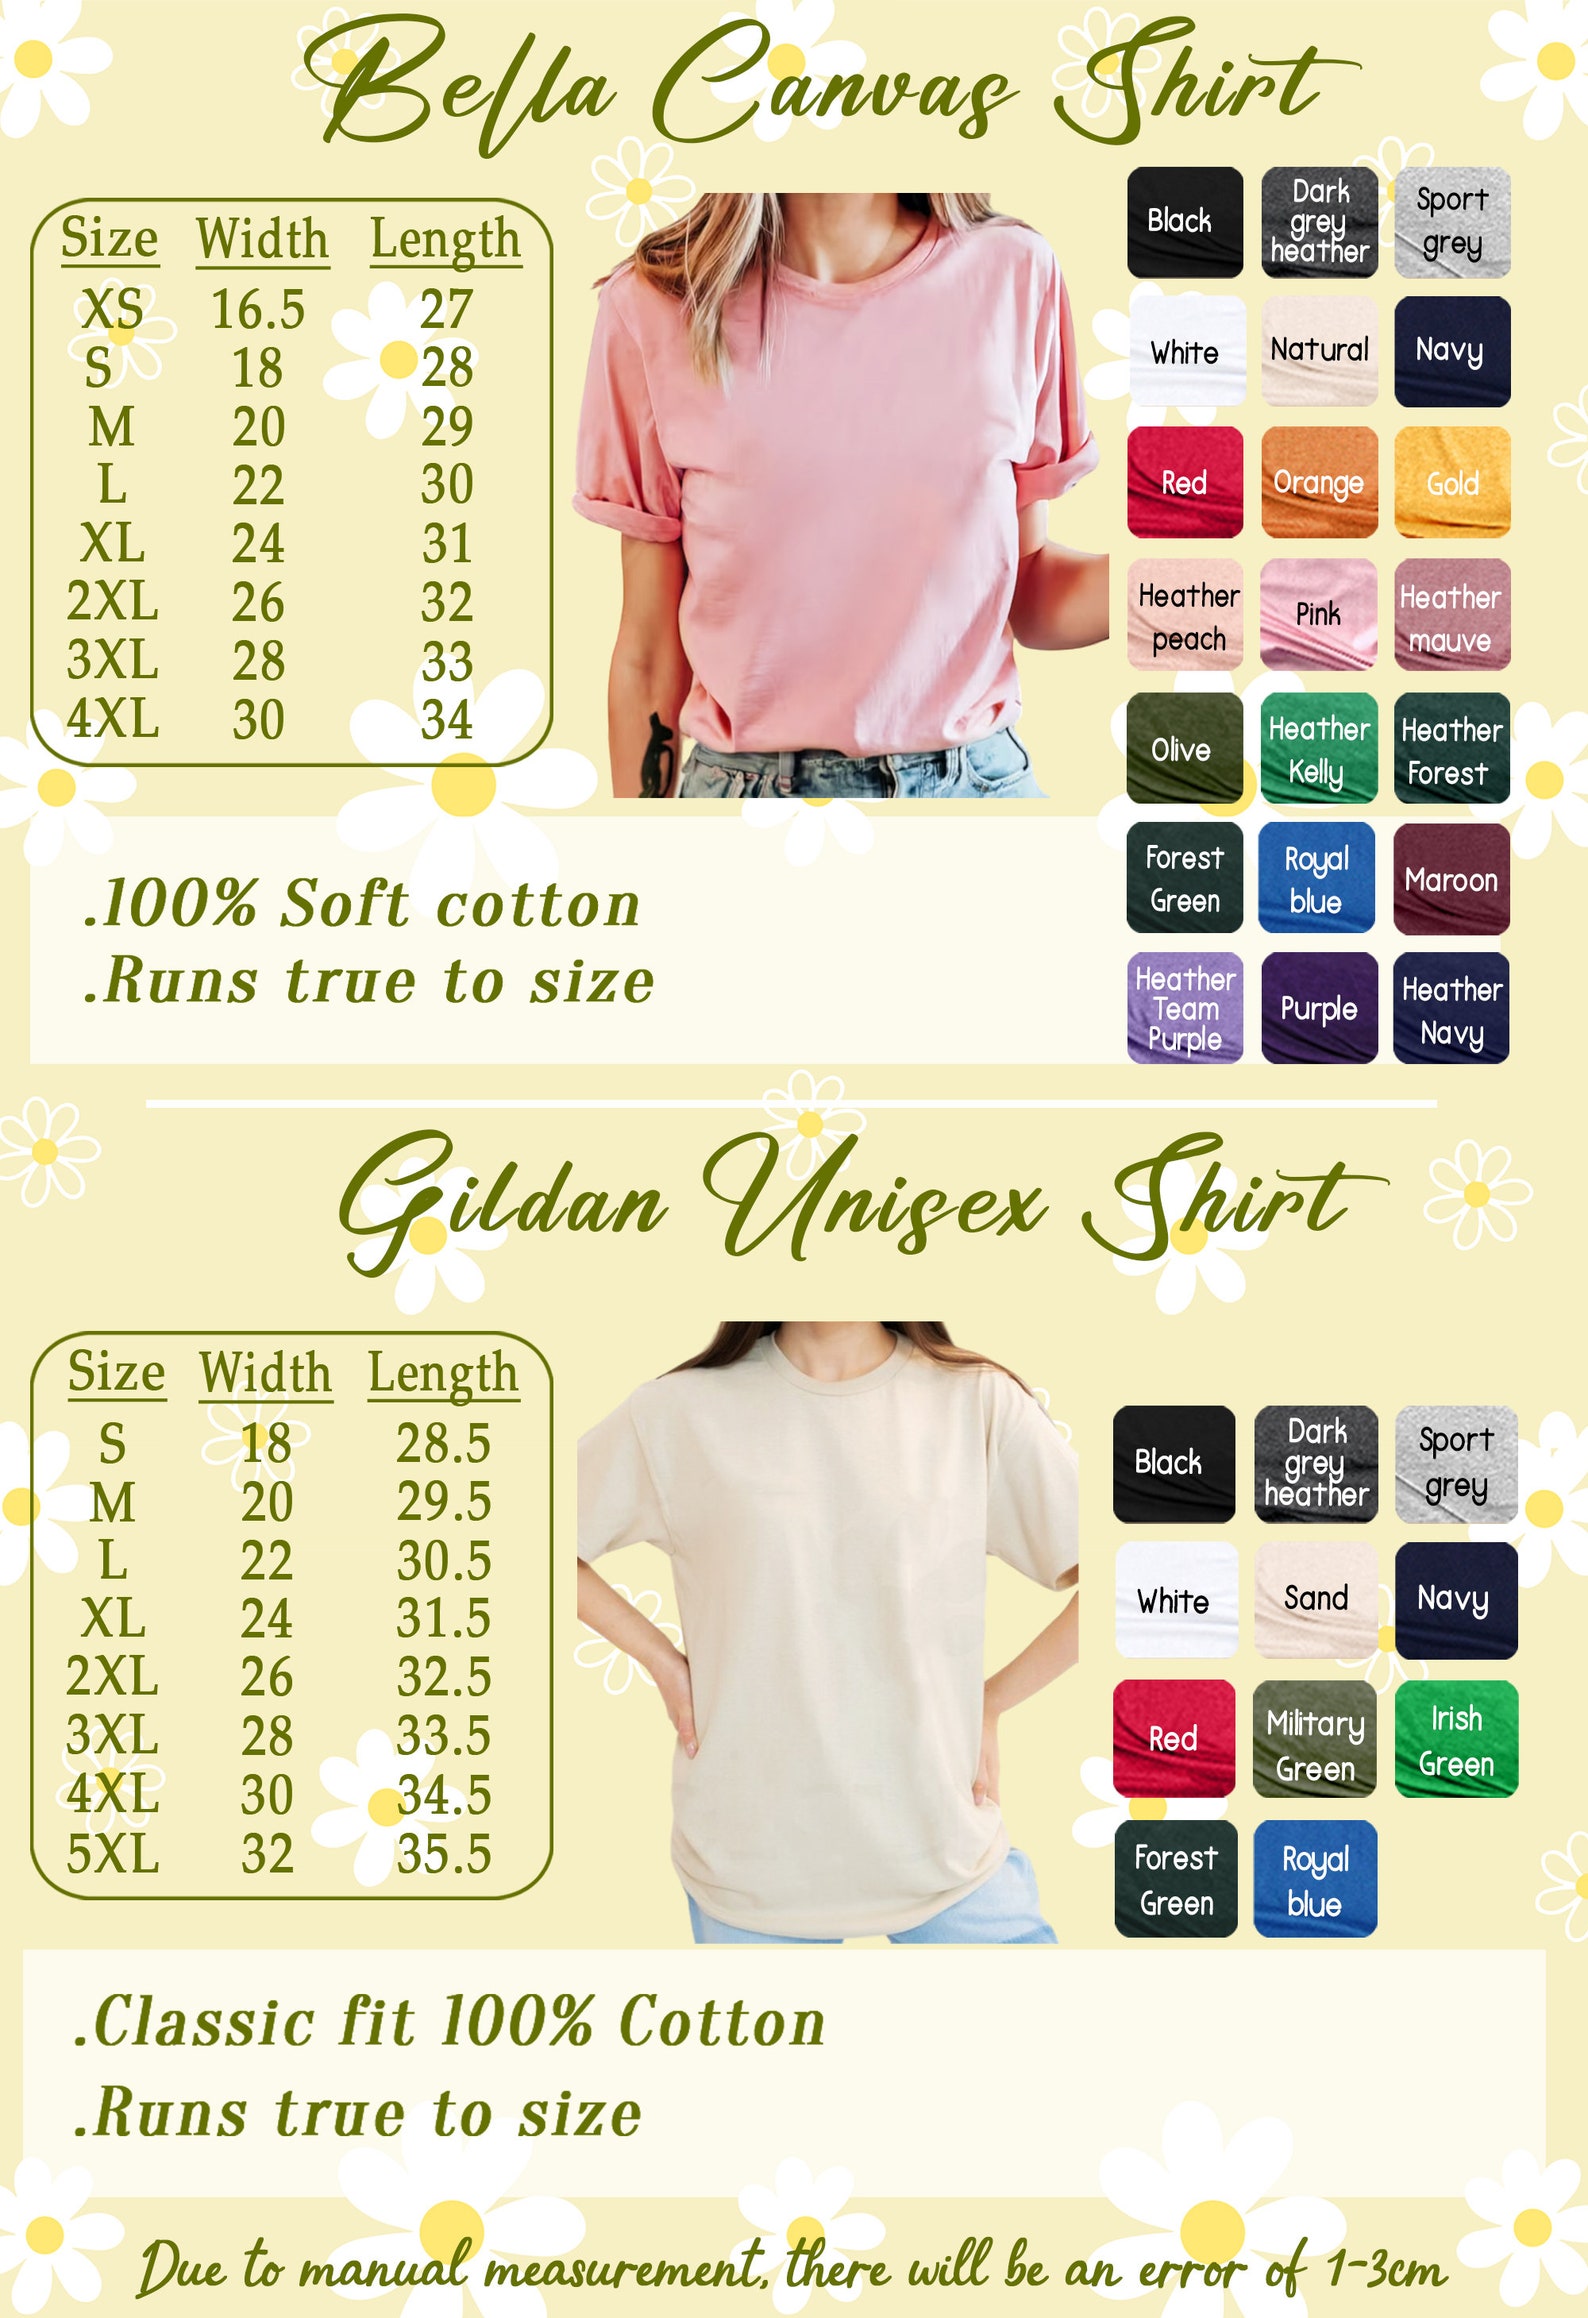 Bella Canvas Shirt
Size Width Length
XS 16.5 27
S 18 28
M 20 29
L 22 30
XL 24 31
2XL 26 32
3XL 28 33
4XL 30 34
Black
Dark
grey
heather
Sport
grey
White
Natural
Navy
Red
Orange
Gold
Heather
peach
Pink
Heather
mauve
Olive
Heather
Kelly
Heather
Forest
Forest
Green
Royal
blue
Maroon
Heather
Team
Purple
Purple
Heather
Navy
.100% Soft cotton
.Runs true to size
Gildan Unisex Shirt
Size Width Length
S 18 28.5
M 20 29.5
L 22 30.5
XL 24 31.5
2XL 26 32.5
3XL 28 33.5
4XL 30 34.5
5XL 32 35.5
Black
Dark
grey
heather
Sport
grey
White
Sand
Navy
Red
Military
Green
Irish
Green
Forest
Green
Royal
blue
.Classic fit 100% Cotton
.Runs true to size
Due to manual measurement, there will be an error of 1-3cm